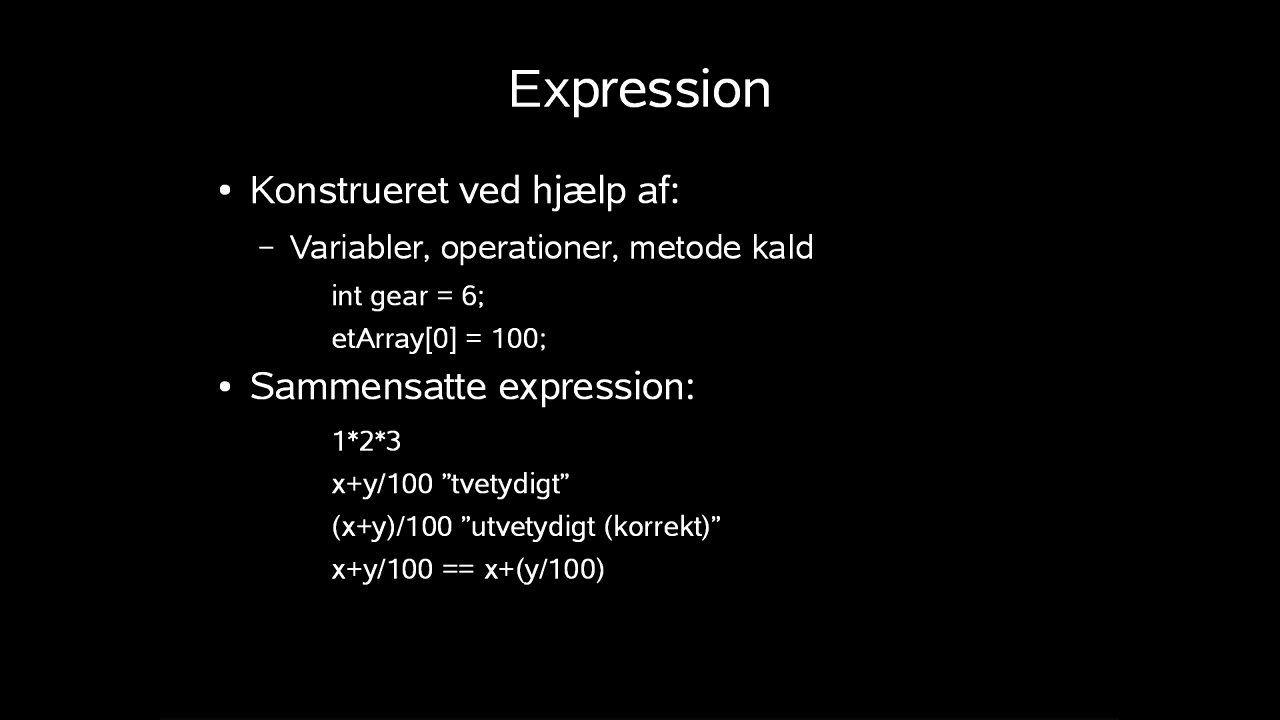 Expression
• Konstrueret ved hjælp af:
– Variabler, operationer, metode kald
int gear = 6;
etArray[0] = 100;
• Sammensatte expression:
1*2*3
x+y/100 ”tvetydigt”
(x+y)/100 ”utvetydigt (korrekt)”
x+y/100 == x+(y/100)